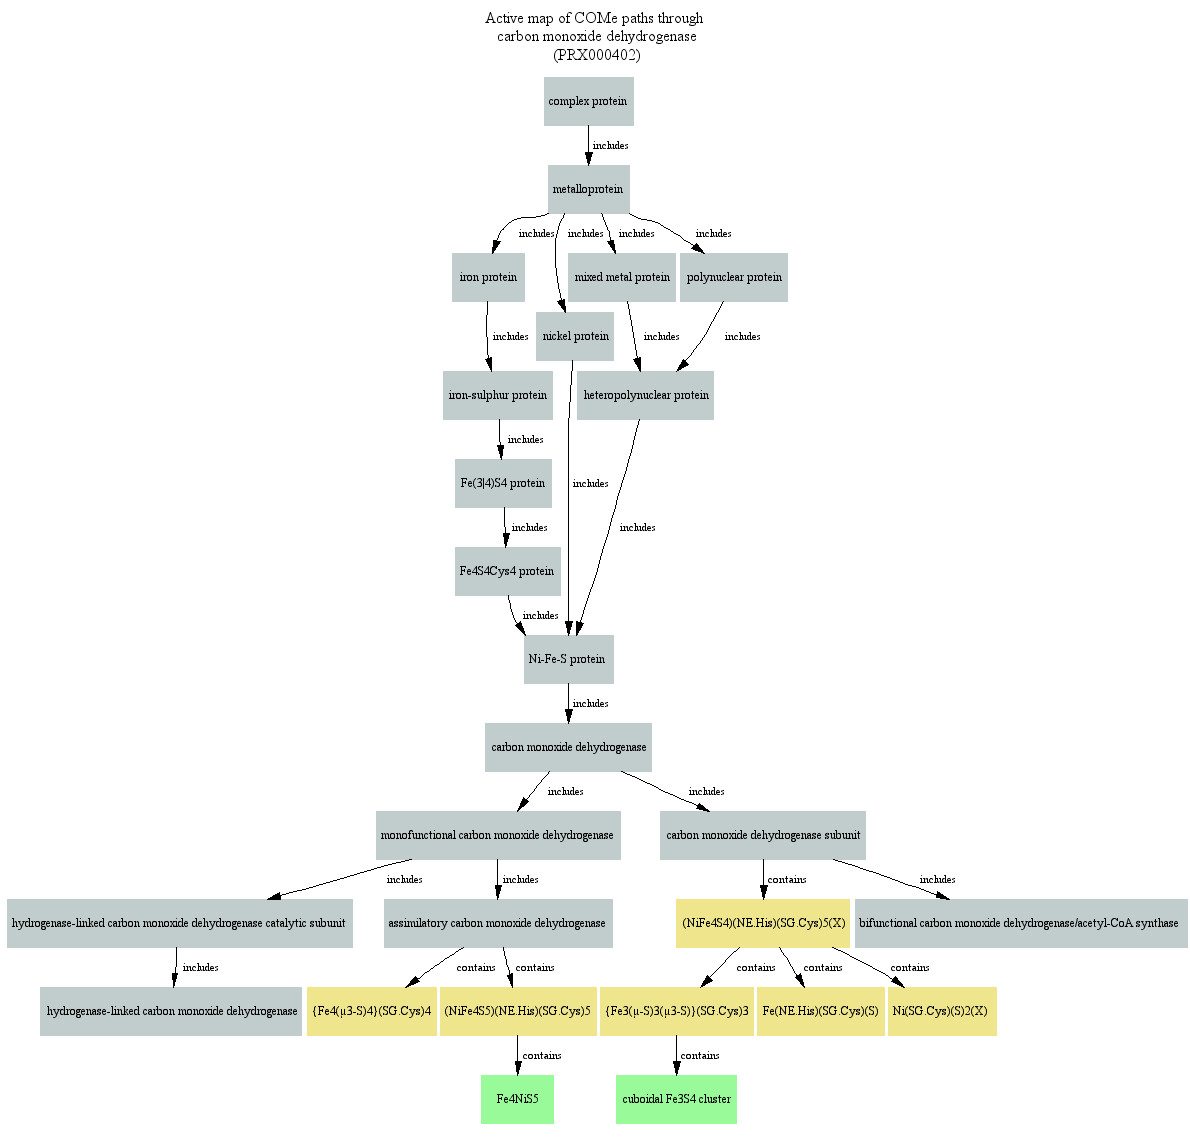 Active map of COMe paths through
carbon monoxide dehydrogenase
(PRX000402)
complex protein
includes
metalloprotein
includes
includes
includes
includes
iron protein
mixed metal protein
polynuclear protein
nickel protein
includes
includes
includes
iron-sulphur protein
heteropolynuclear protein
includes
Fe(3|4)S4 protein
includes
includes
includes
Fe4S4Cys4 protein
includes
Ni-Fe-S protein
includes
carbon monoxide dehydrogenase
includes
includes
monofunctional carbon monoxide dehydrogenase
carbon monoxide dehydrogenase subunit
includes
includes
contains
includes
hydrogenase-linked carbon monoxide dehydrogenase catalytic subunit
assimilatory carbon monoxide dehydrogenase
(NiFe4S4)(NE.His)(SG.Cys)5(X)
bifunctional carbon monoxide dehydrogenase/acetyl-CoA synthase
includes
contains
contains
contains
contains
contains
hydrogenase-linked carbon monoxide dehydrogenase
{Fe4(µ3-S)4}(SG.Cys)4
(NiFe4S5)(NE.His)(SG.Cys)5
{Fe3(µ-S)3(µ3-S)}(SG.Cys)3
Fe(NE.His)(SG.Cys)(S)
Ni(SG.Cys)(S)2(X)
contains
contains
Fe4NiS5
cuboidal Fe3S4 cluster